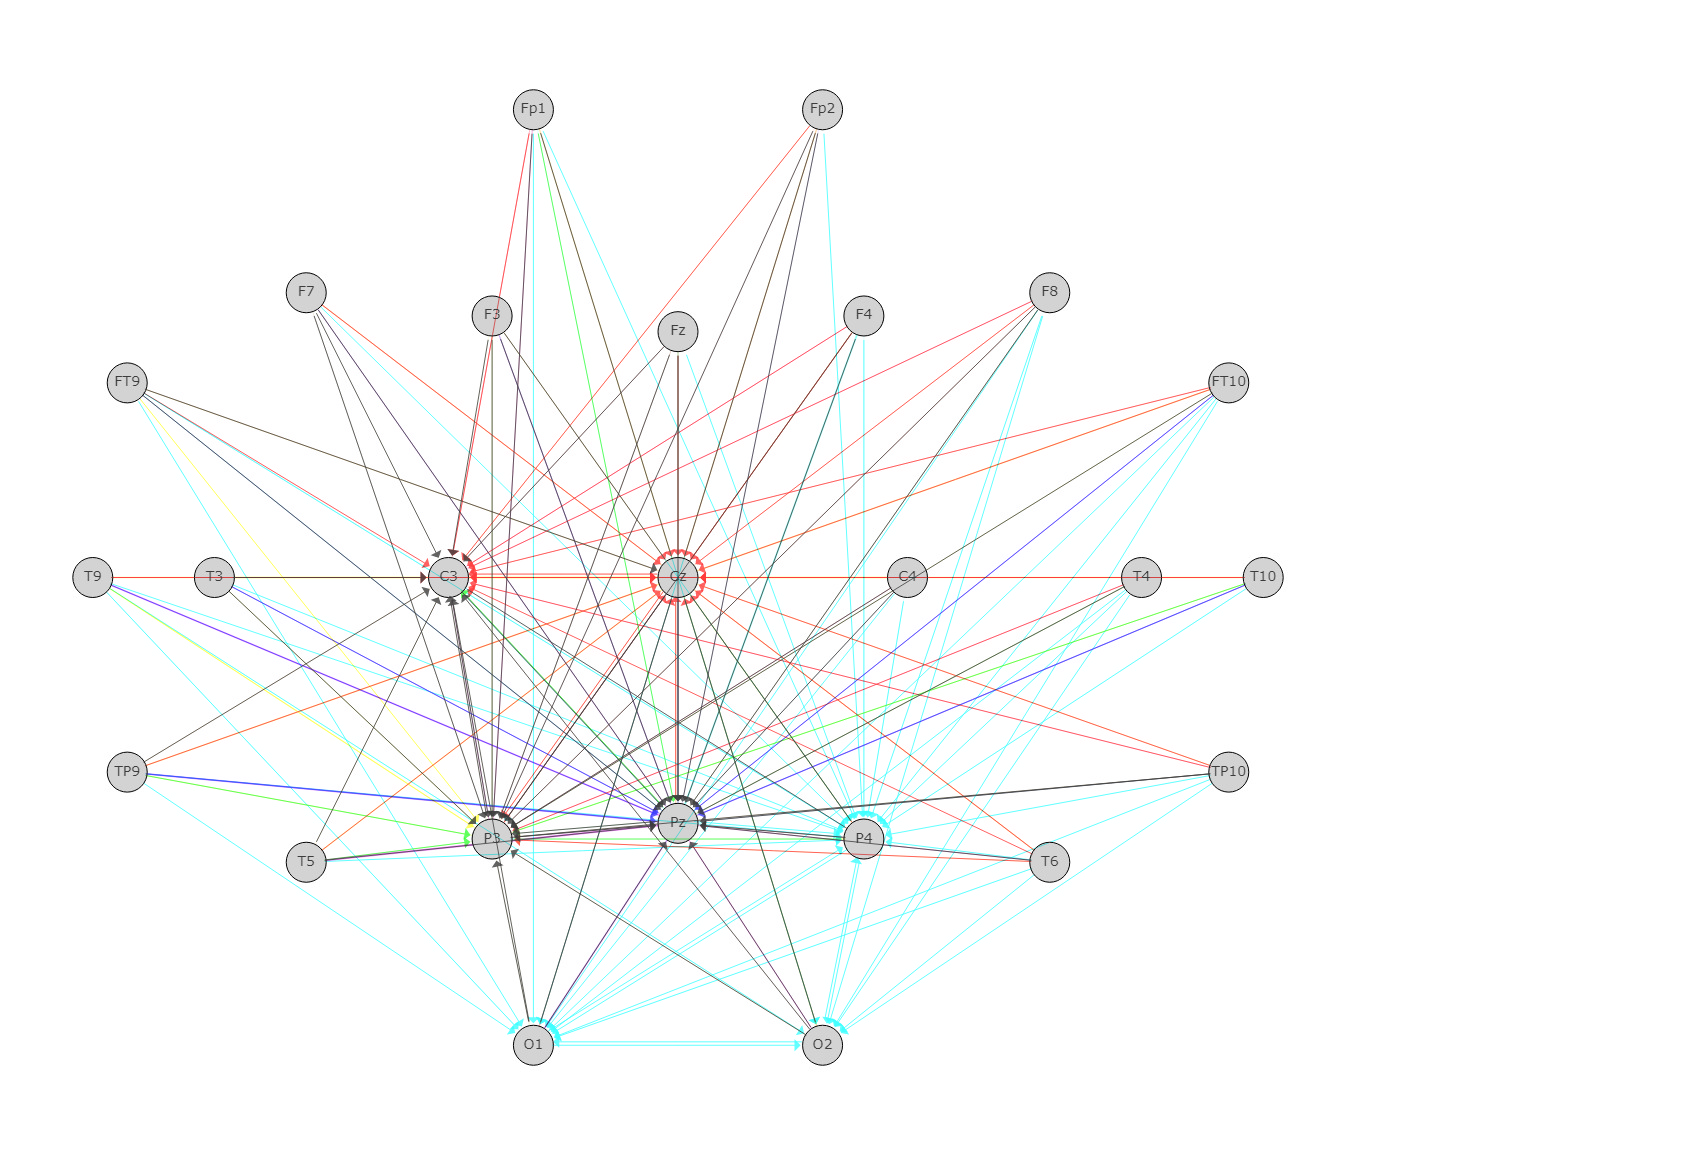 Fp1 Fp2
F7 F3 Fz F4 F8
FT9 FT10
T9 T3 C3 Cz C4 T4 T10
TP9 TP10
T5 P3 Pz P4 T6
O1 O2